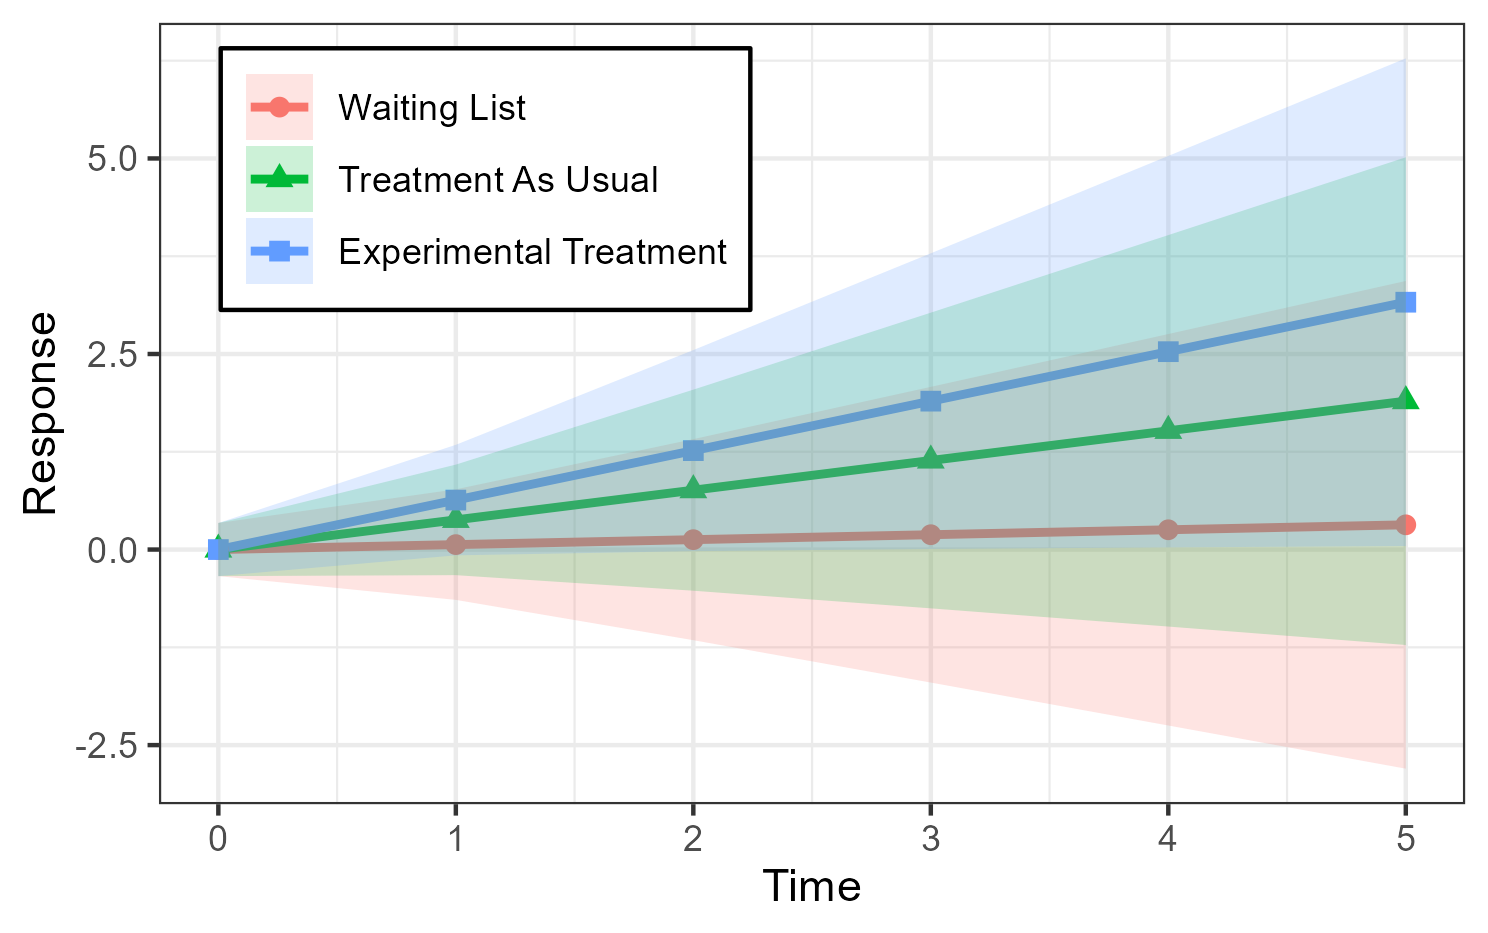 Waiting List
Treatment As Usual
Experimental Treatment
Response
5.0
2.5
0.0
-2.5
0 1 2 3 4 5
Time